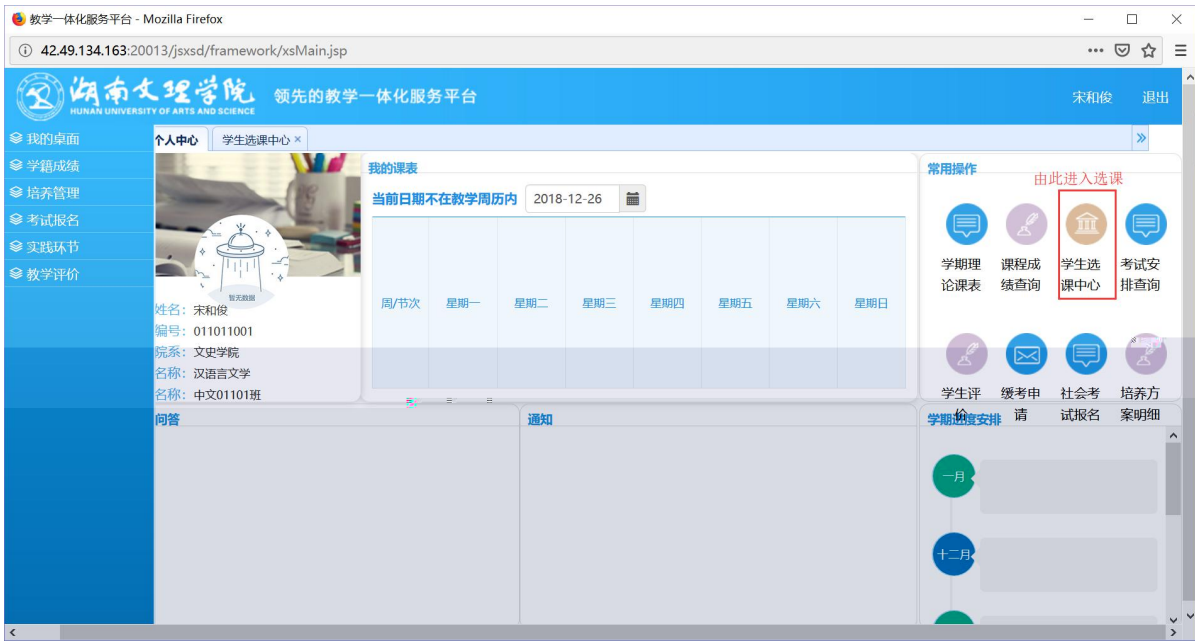 教学一体化服务平台 - Mozilla Firefox
42.49.134.163:20013/jsxsd/framework/xsMain.jsp
湖南文理学院
HUNAN UNIVERSITY OF ARTS AND SCIENCE
领先的教学一体化服务平台
宋和俊 退出
我的桌面
学籍成绩
培养管理
考试报名
实践环节
教学评价
个人中心 学生选课中心 ×
暂无数据
姓名：宋和俊
编号：011011001
院系：文史学院
名称：汉语言文学
名称：中文01101班
我的课表
当前日期不在教学周历内 2018-12-26
周/节次 星期一 星期二 星期三 星期四 星期五 星期六 星期日
常用操作
由此进入选课
学期理论课表
课程成绩查询
学生选课中心
考试安排查询
学生评价
缓考申请
社会考试报名
培养方案明细
问答
通知
学期进度安排
一月
十二月